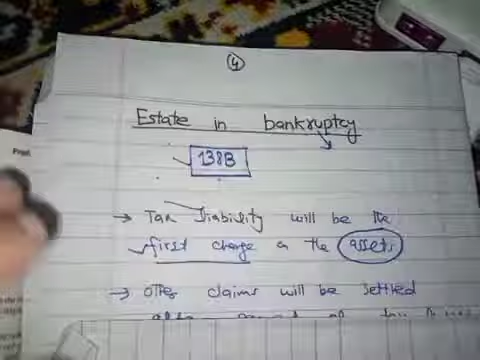 4
Estate in bankruptcy
138B
→ Tax liability will be the
first charge on the assets
→ other claims will be settled